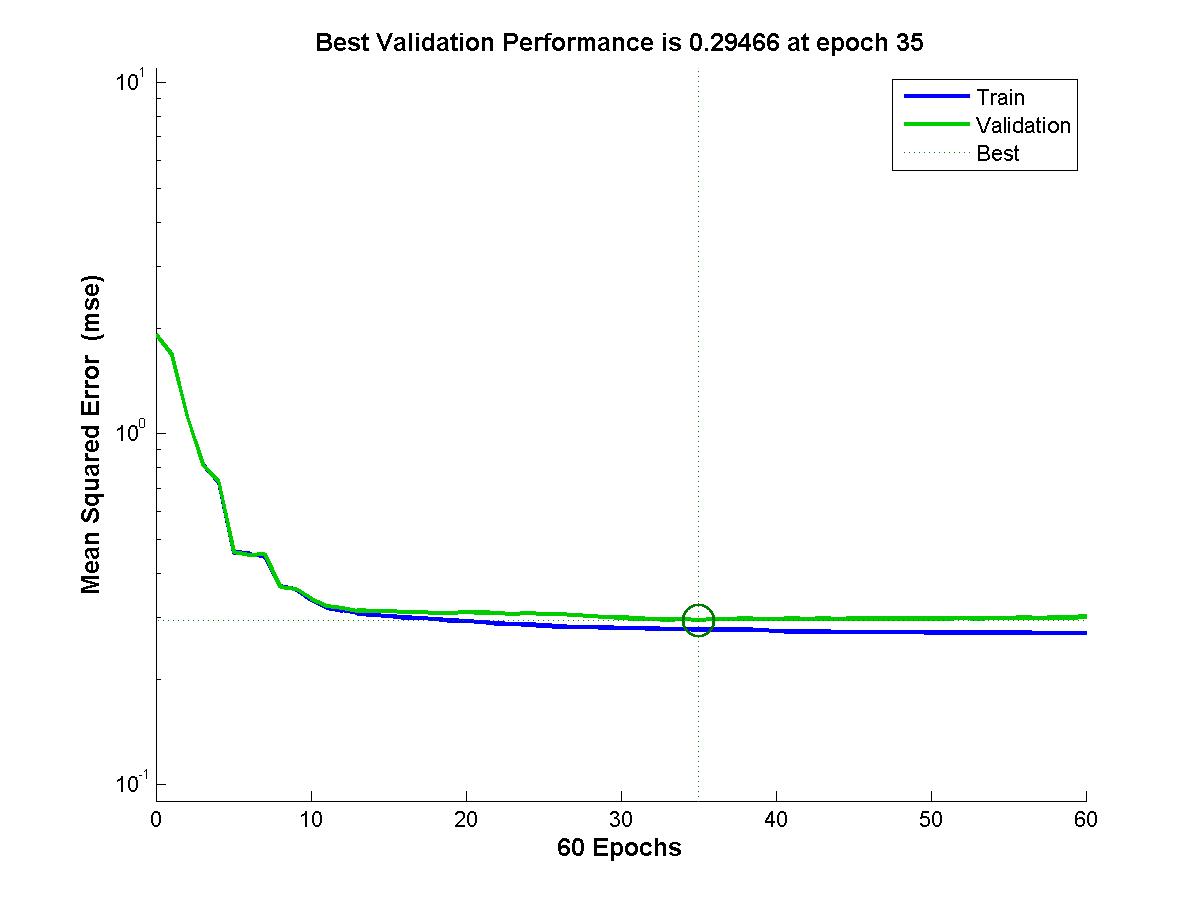 Best Validation Performance is 0.29466 at epoch 35
Train
Validation
Best
Mean Squared Error (mse)
10^1
10^0
10^-1
0 10 20 30 40 50 60
60 Epochs